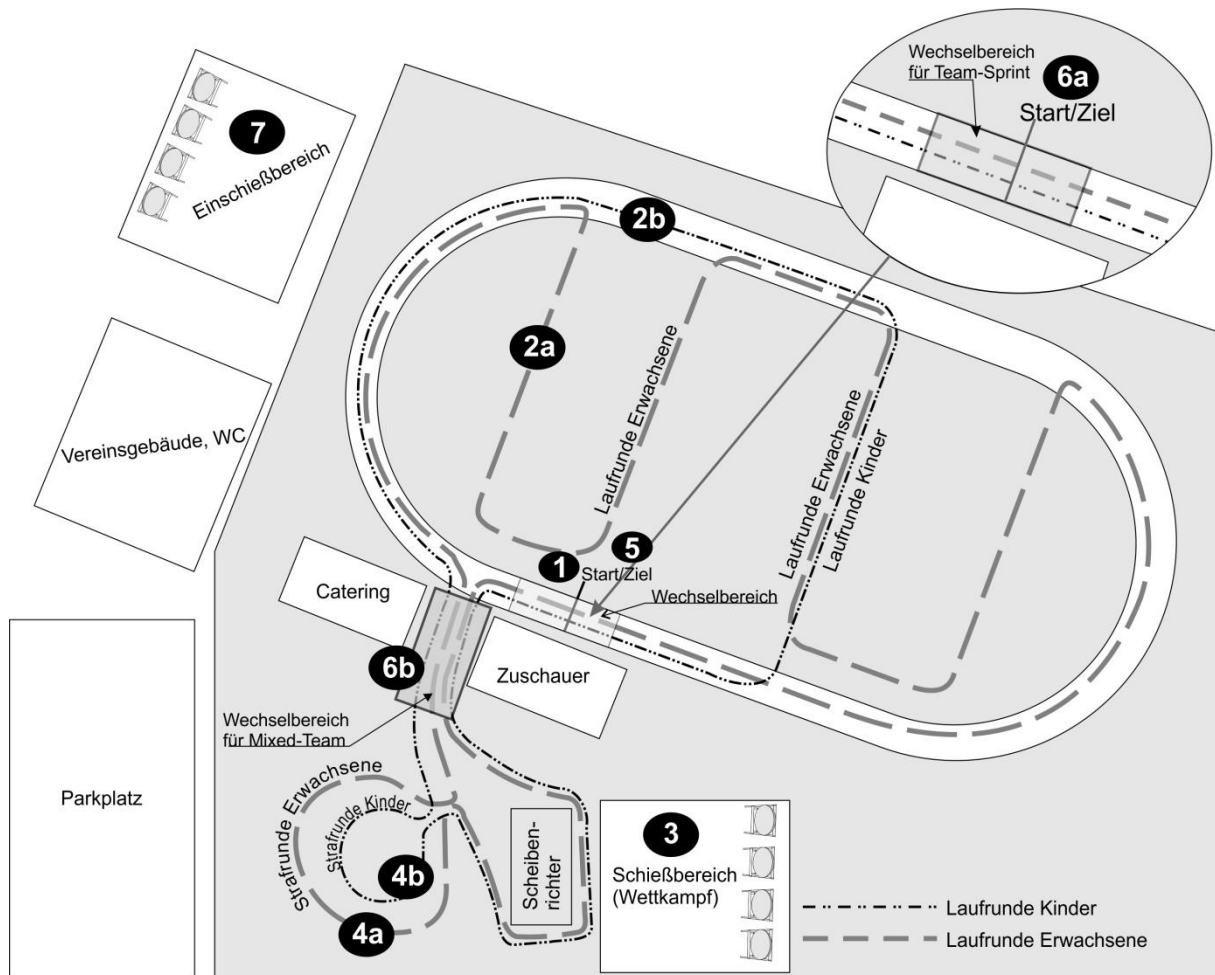 Wechselbereich
für Team-Sprint
6a
Start/Ziel
7
Einschießbereich
2b
2a
Laufrunde Erwachsene
Laufrunde Erwachsene
Laufrunde Kinder
Vereinsgebäude, WC
5
1
Start/Ziel
Wechselbereich
Catering
Zuschauer
6b
Wechselbereich
für Mixed-Team
Parkplatz
Strafrunde Erwachsene
Strafrunde Kinder
4b
4a
Scheiben-
richter
3
Schießbereich
(Wettkampf)
Laufrunde Kinder
Laufrunde Erwachsene